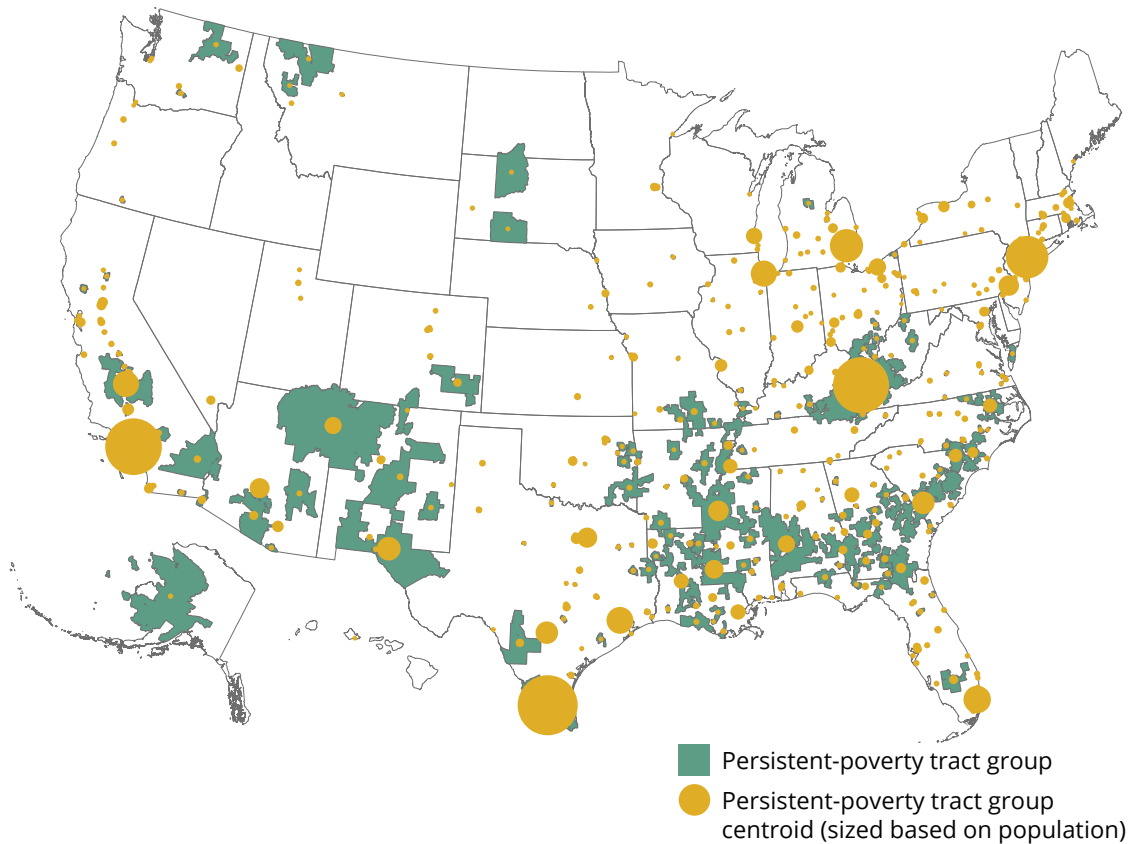 Persistent-poverty tract group
Persistent-poverty tract group
centroid (sized based on population)